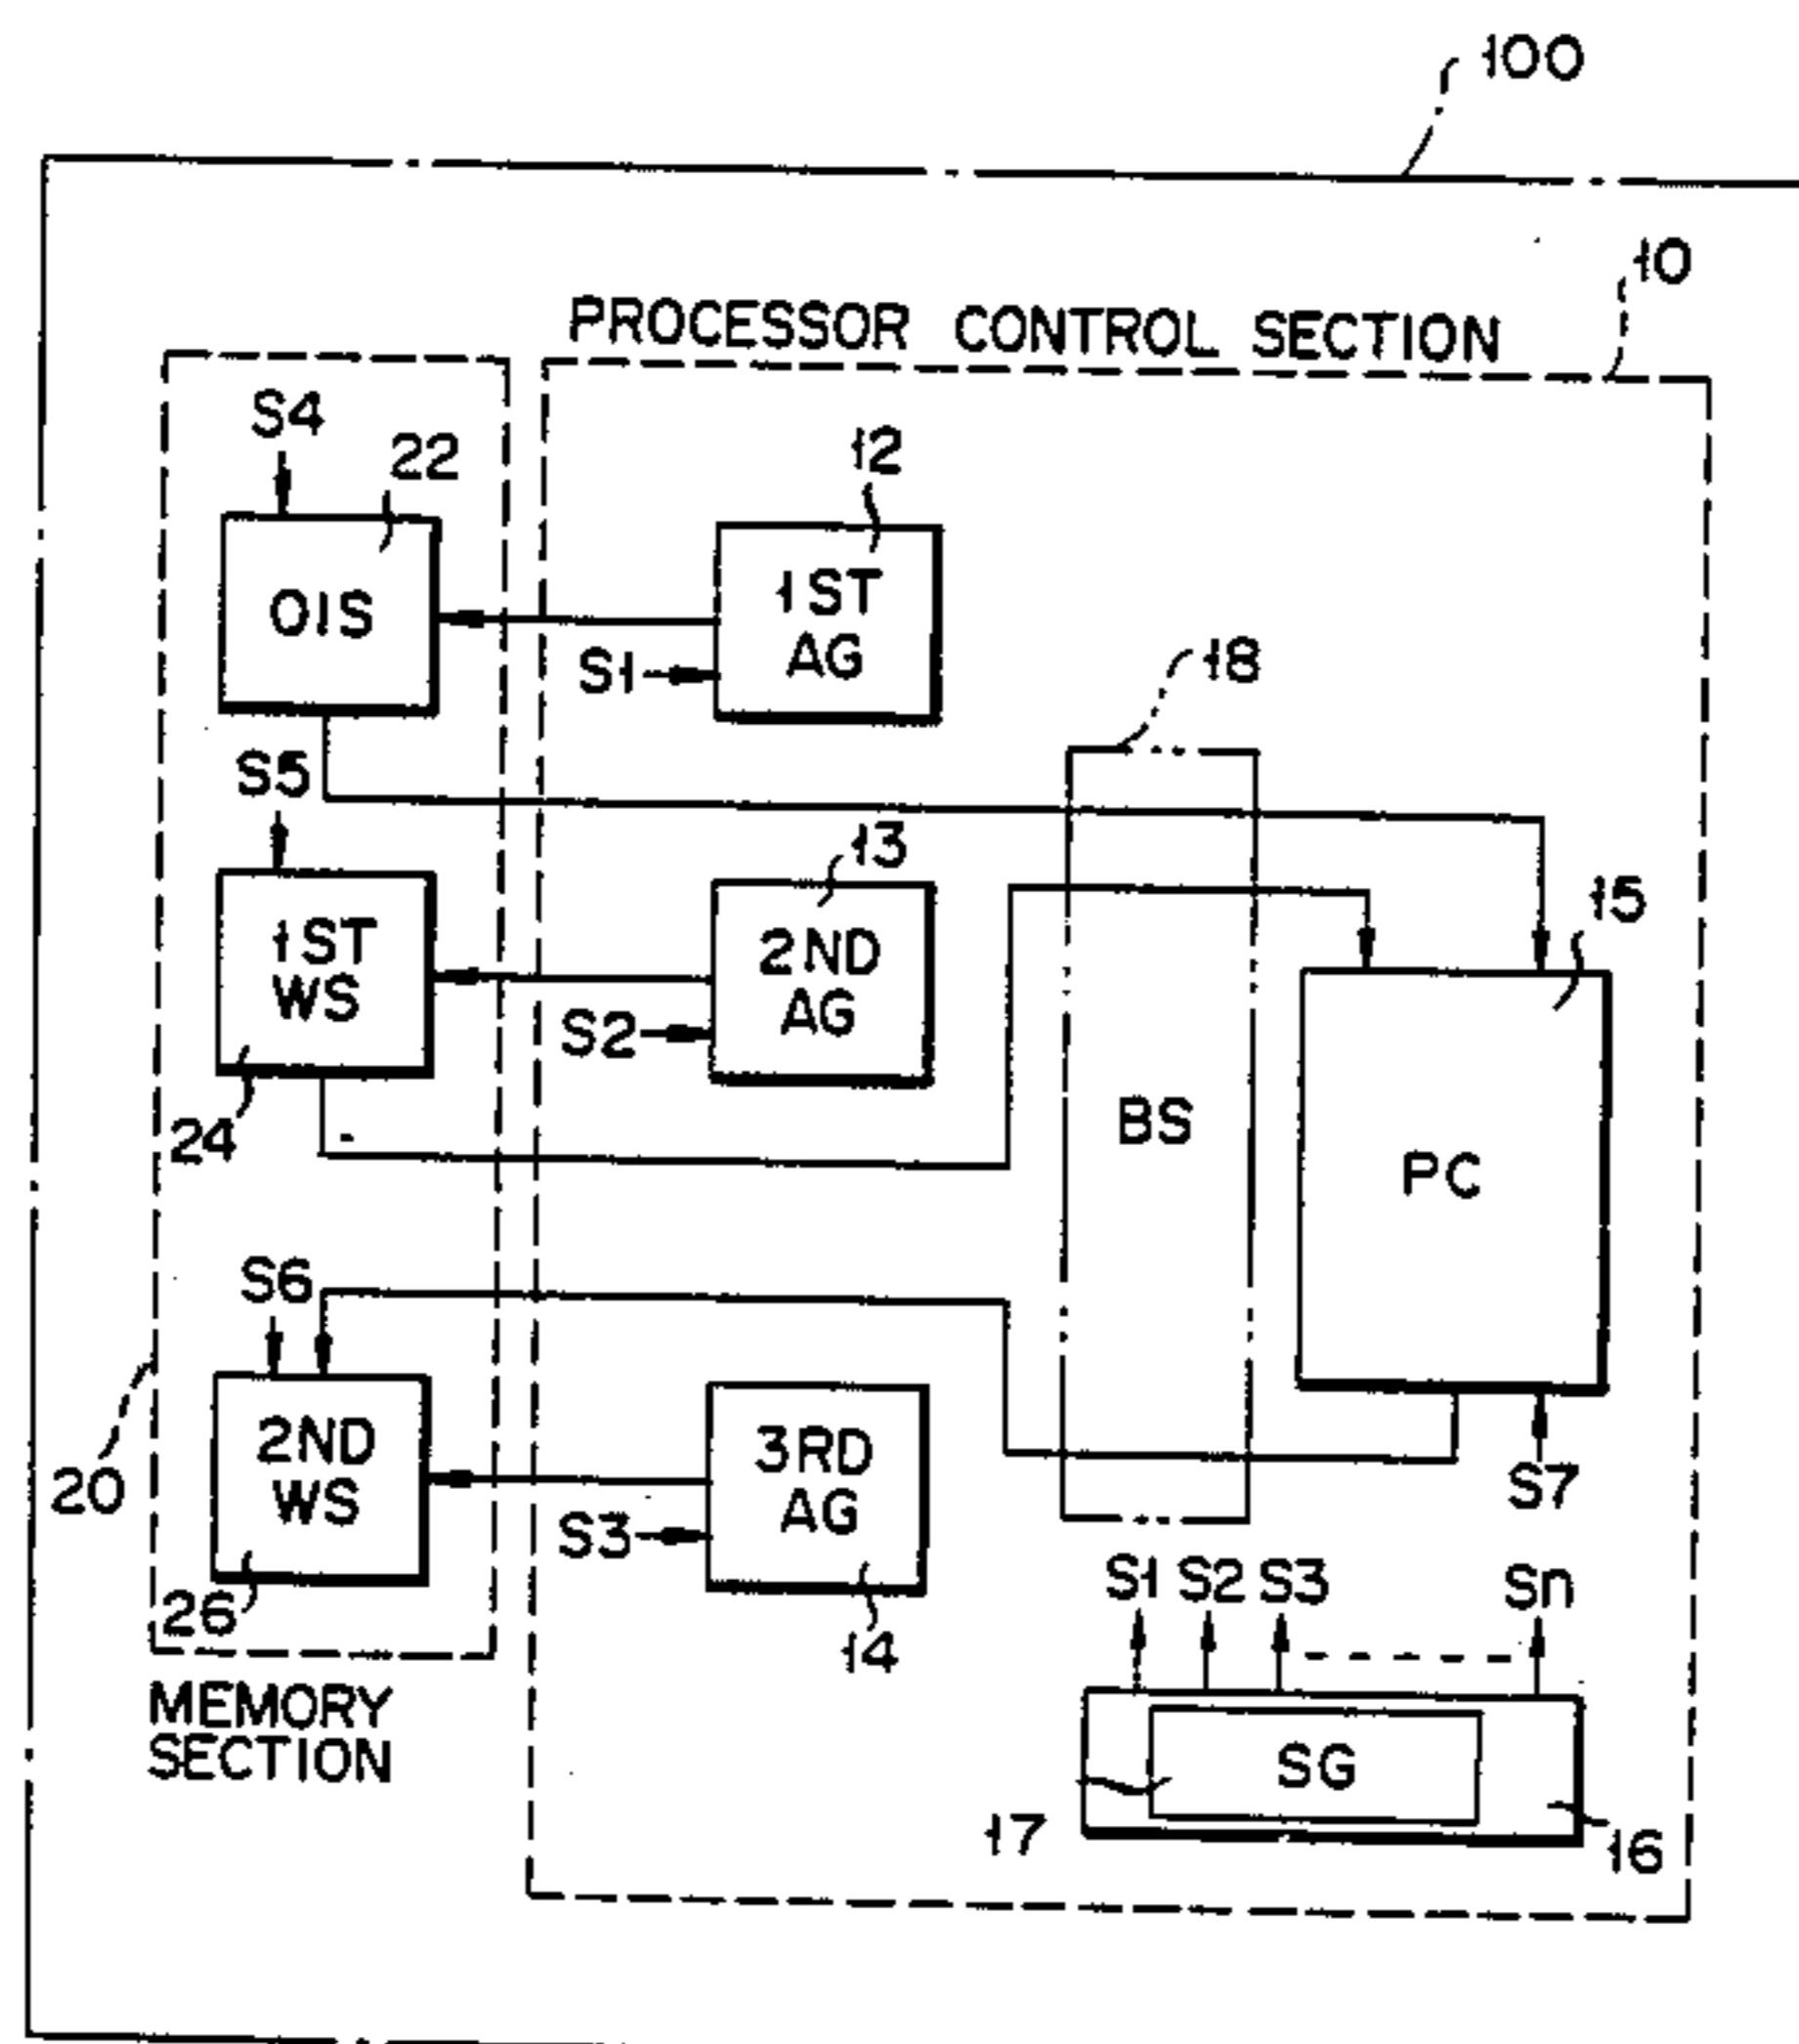 100
10
PROCESSOR CONTROL SECTION
S4
22
12
OIS
1ST
AG
S1
18
S5
13
15
1ST
WS
2ND
AG
S2
24
BS
PC
S6
2ND
WS
3RD
AG
S3
20
26
14
S7
S1 S2 S3 Sn
MEMORY
SECTION
SG
17
16